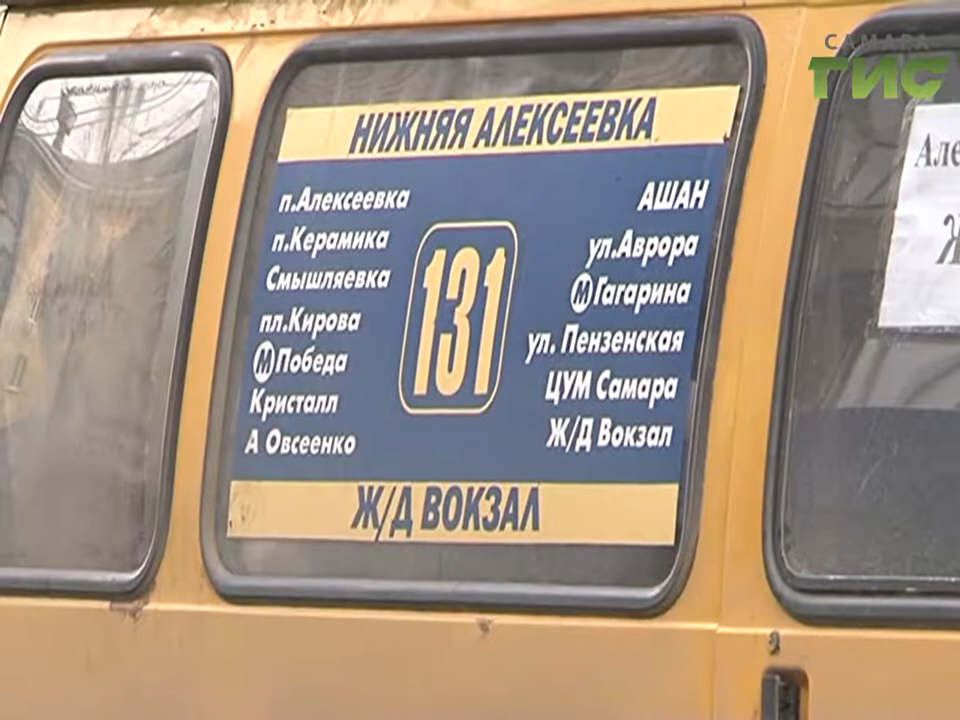 САМАРА
ГИС
НИЖНЯЯ АЛЕКСЕЕВКА
п.Алексеевка
п.Керамика
Смышляевка
пл.Кирова
М Победа
Кристалл
А Овсеенко
131
АШАН
ул.Аврора
М Гагарина
ул. Пензенская
ЦУМ Самара
Ж/Д Вокзал
Ж/Д ВОКЗАЛ
Але